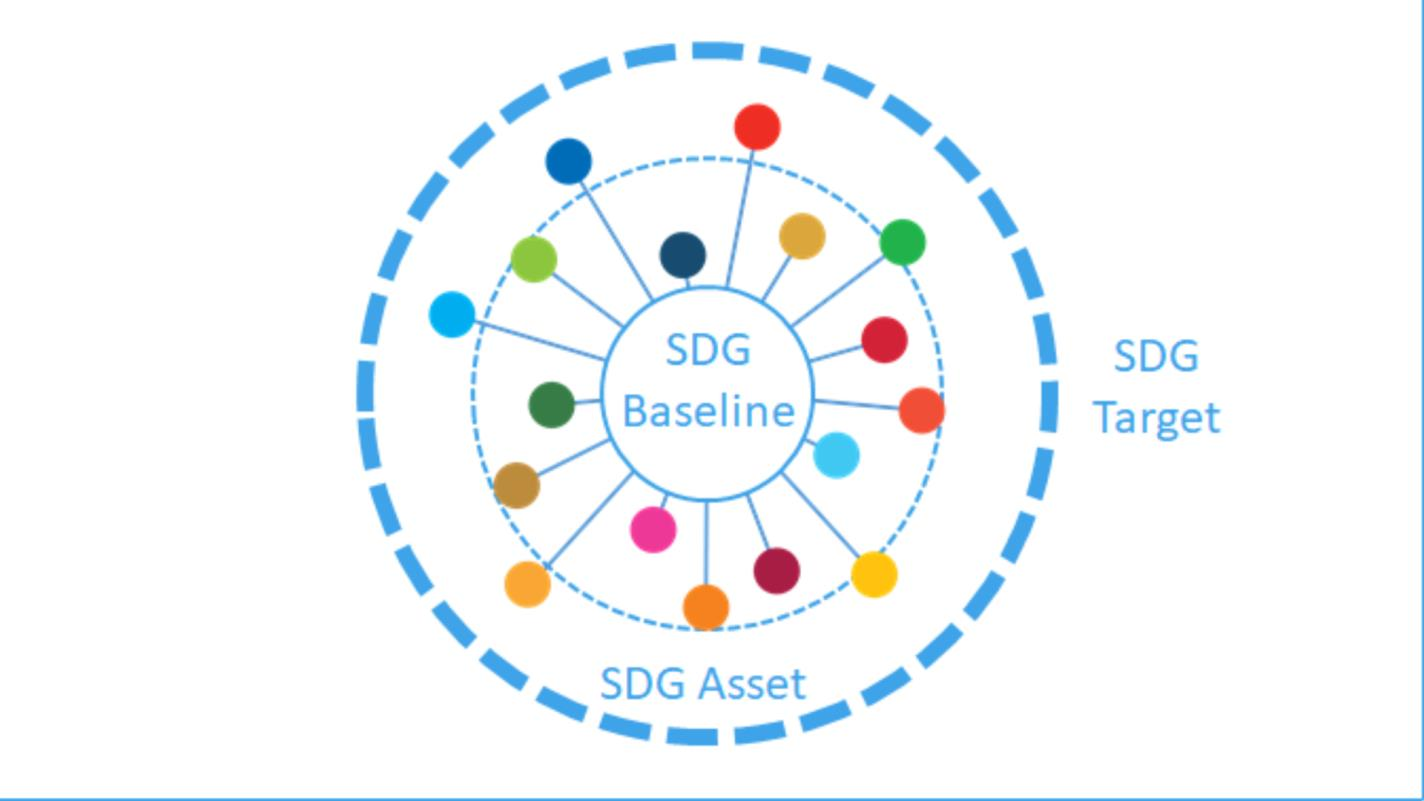 SDG
Baseline
SDG
Target
SDG Asset